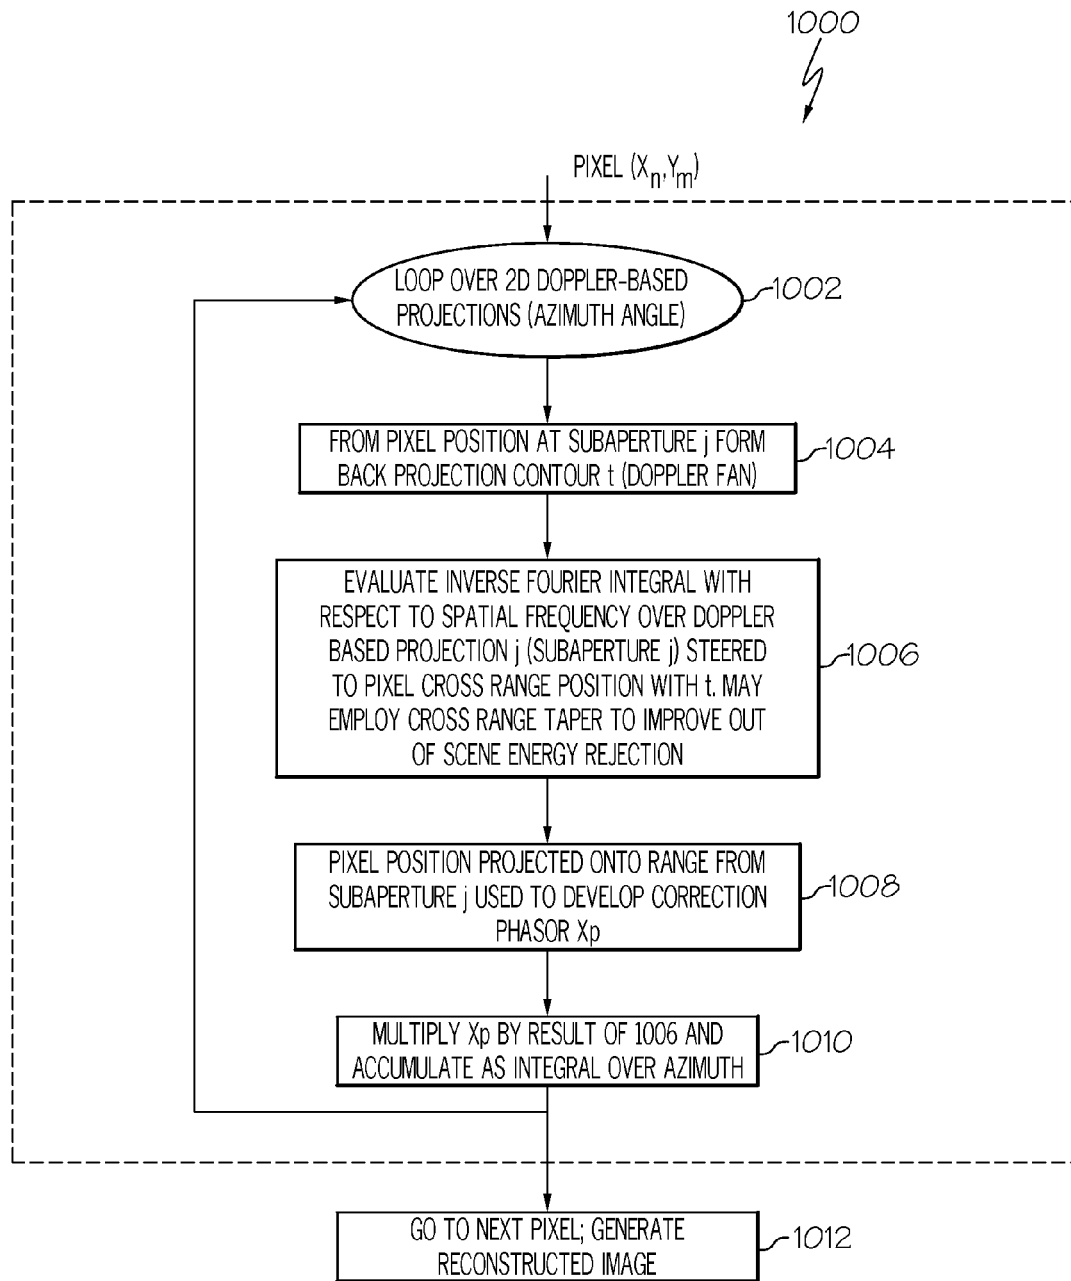 1000
PIXEL (Xn,Ym)
LOOP OVER 2D DOPPLER-BASED
PROJECTIONS (AZIMUTH ANGLE)
1002
FROM PIXEL POSITION AT SUBAPERTURE j FORM
BACK PROJECTION CONTOUR t (DOPPLER FAN)
1004
EVALUATE INVERSE FOURIER INTEGRAL WITH
RESPECT TO SPATIAL FREQUENCY OVER DOPPLER
BASED PROJECTION j (SUBAPERTURE j) STEERED
TO PIXEL CROSS RANGE POSITION WITH t. MAY
EMPLOY CROSS RANGE TAPER TO IMPROVE OUT
OF SCENE ENERGY REJECTION
1006
PIXEL POSITION PROJECTED ONTO RANGE FROM
SUBAPERTURE j USED TO DEVELOP CORRECTION
PHASOR Xp
1008
MULTIPLY Xp BY RESULT OF 1006 AND
ACCUMULATE AS INTEGRAL OVER AZIMUTH
1010
GO TO NEXT PIXEL; GENERATE
RECONSTRUCTED IMAGE
1012